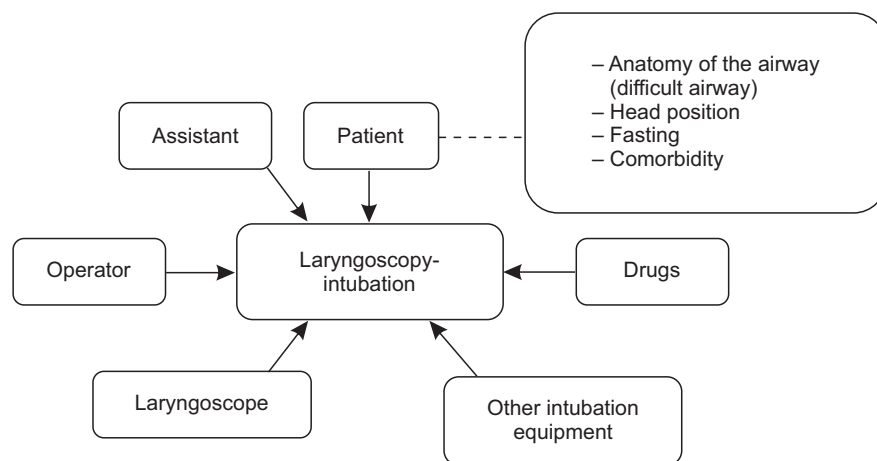 – Anatomy of the airway
(difficult airway)
– Head position
– Fasting
– Comorbidity
Assistant
Patient
Operator
Laryngoscopy-
intubation
Drugs
Laryngoscope
Other intubation
equipment